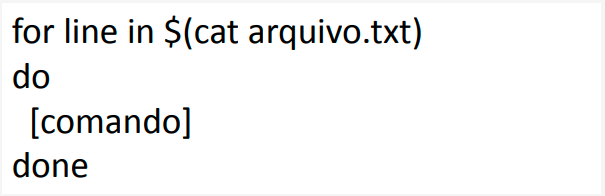 for line in $(cat arquivo.txt)
do
  [comando]
done